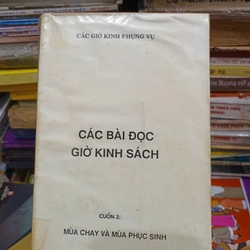 CÁC GIỜ KINH PHỤNG VỤ
CÁC BÀI ĐỌC
GIỜ KINH SÁCH
CUỐN 2:
MÙA CHAY VÀ MÙA PHỤC SINH